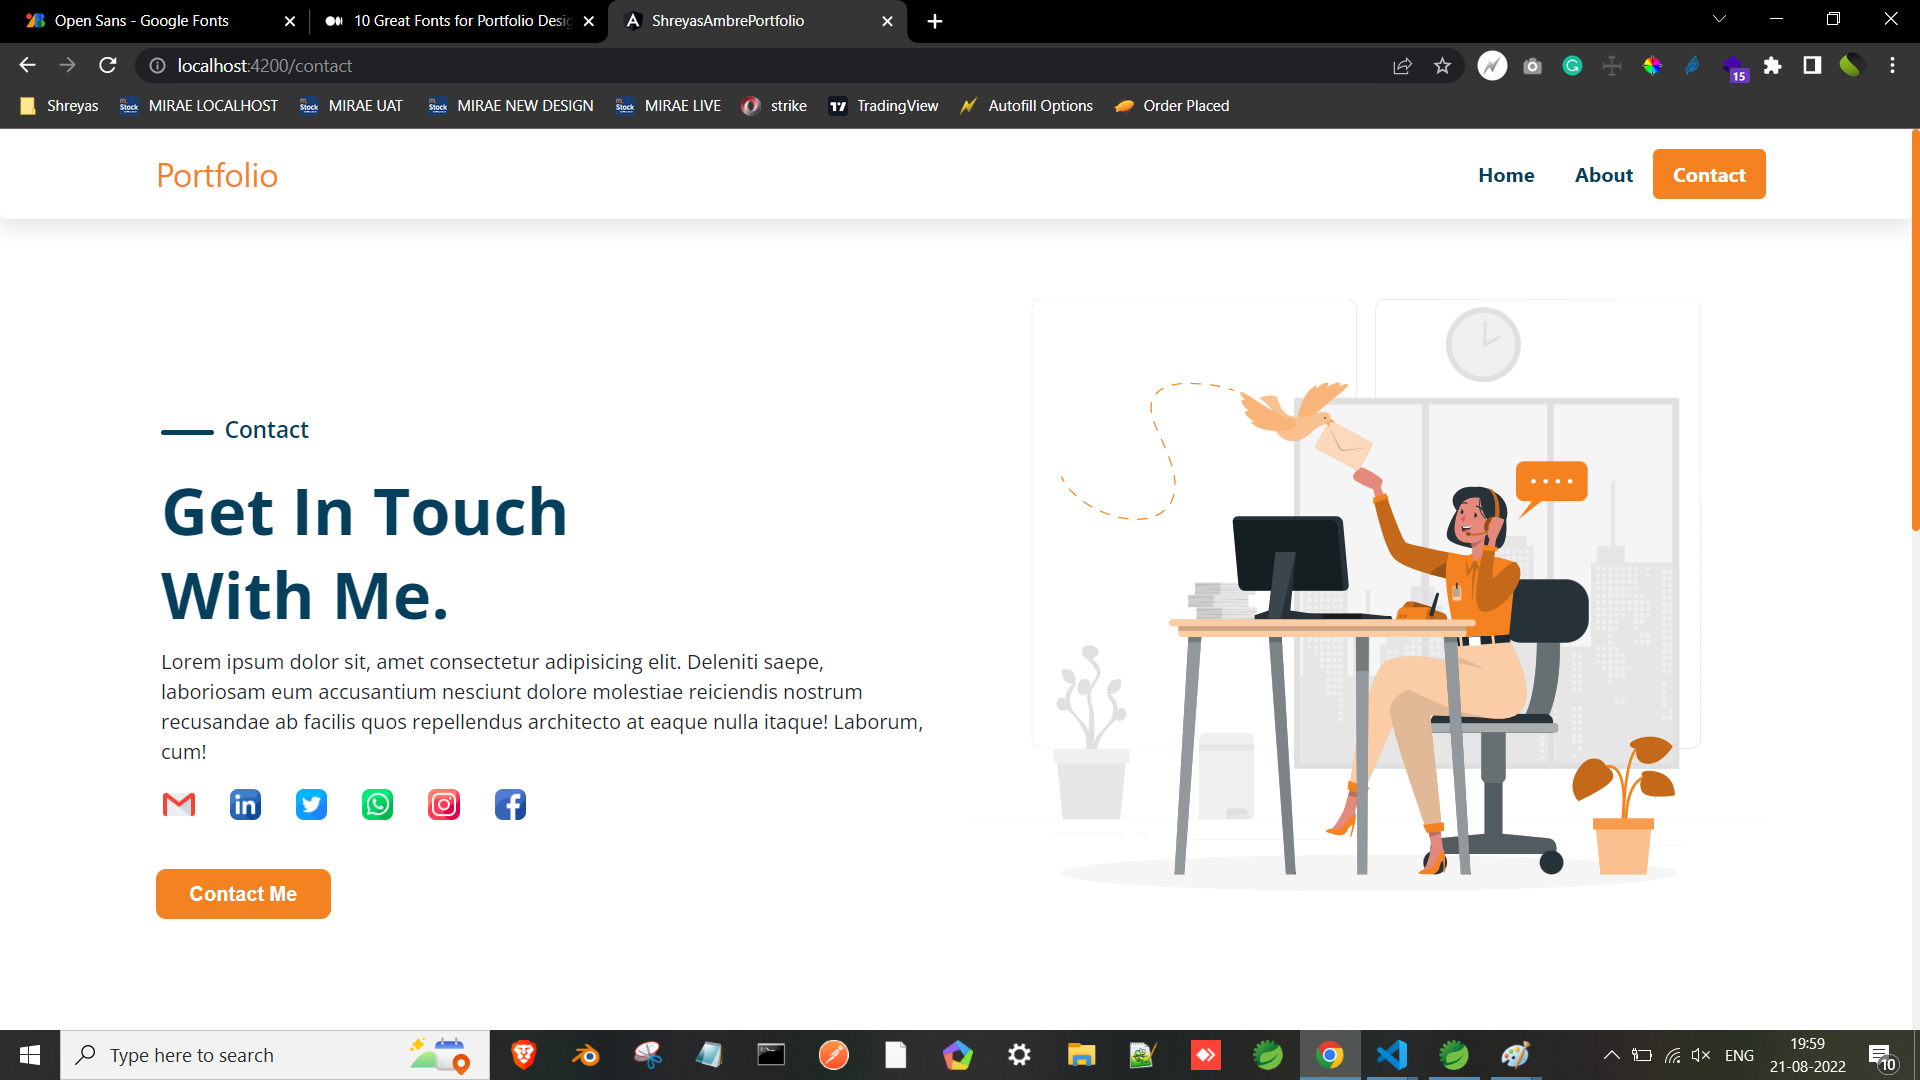 Open Sans - Google Fonts
10 Great Fonts for Portfolio Desig
ShreyasAmbrePortfolio
localhost:4200/contact
15
Shreyas
MIRAE LOCALHOST
MIRAE UAT
MIRAE NEW DESIGN
MIRAE LIVE
strike
TradingView
Autofill Options
Order Placed
Portfolio
Home
About
Contact
Contact
Get In Touch
With Me.
Lorem ipsum dolor sit, amet consectetur adipisicing elit. Deleniti saepe,
laboriosam eum accusantium nesciunt dolore molestiae reiciendis nostrum
recusandae ab facilis quos repellendus architecto at eaque nulla itaque! Laborum,
cum!
Contact Me
Type here to search
ENG
19:59
21-08-2022
10